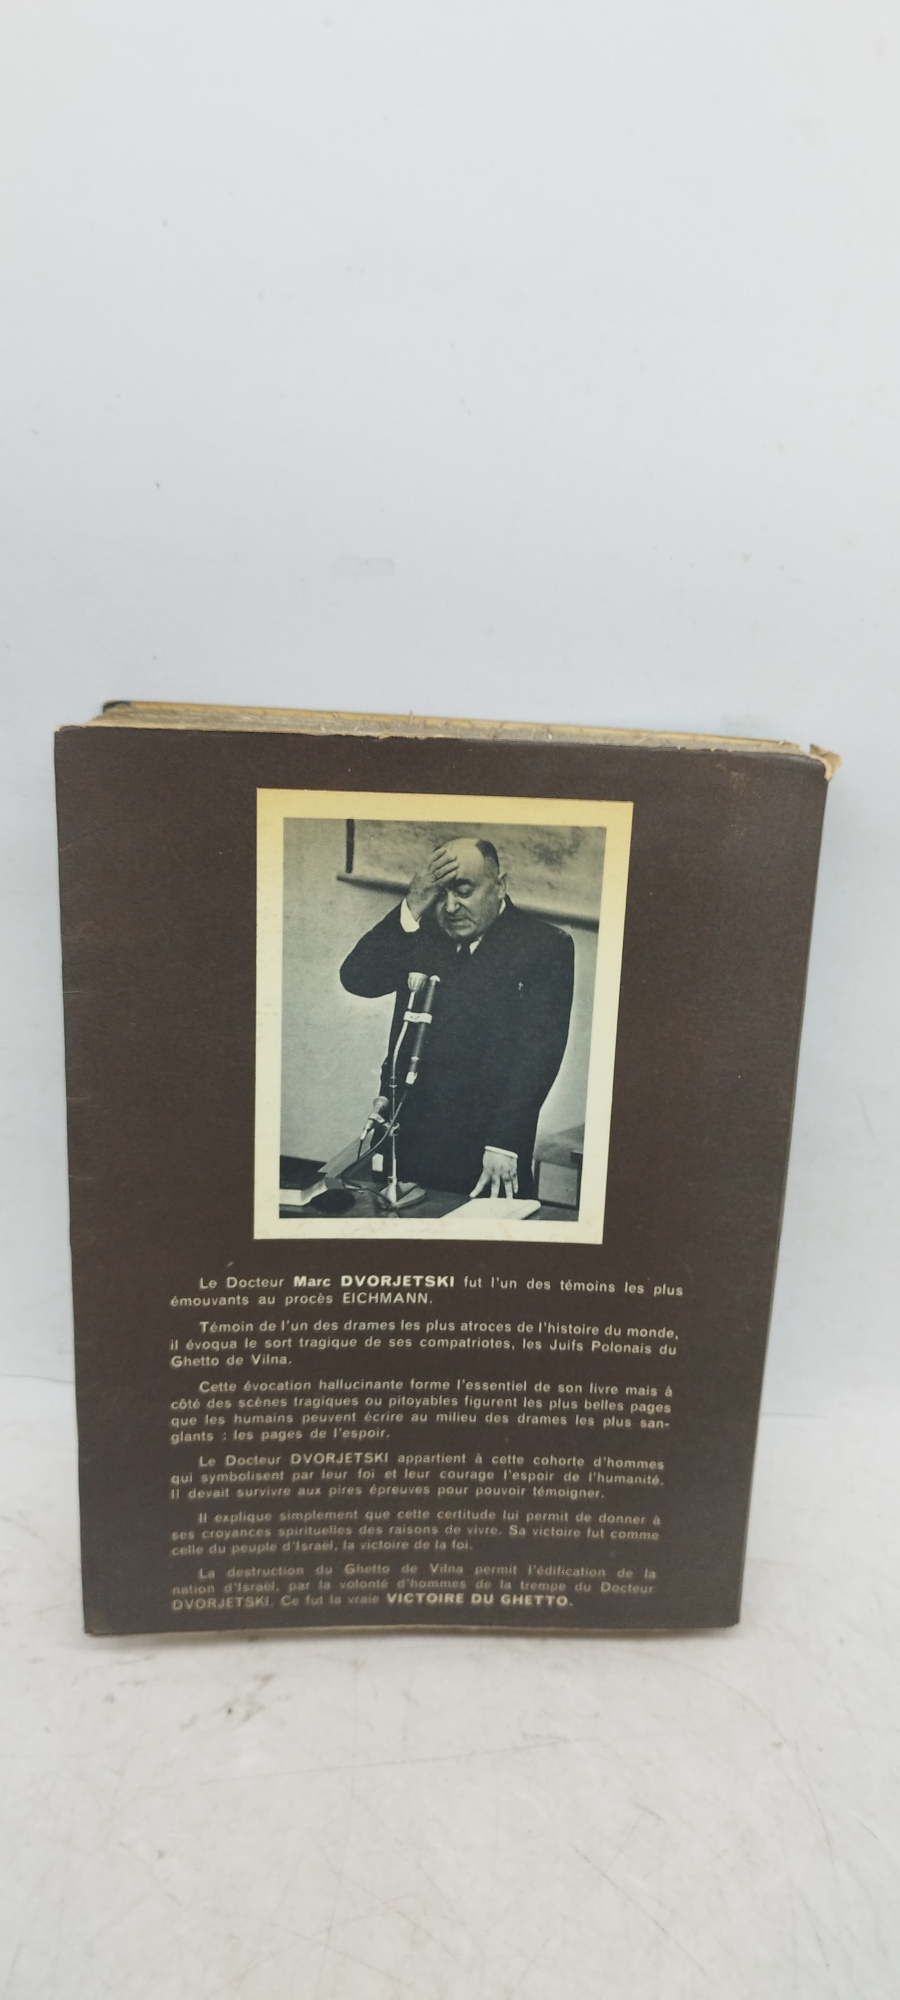 Le Docteur Marc DVORJETSKI fut l'un des témoins les plus
émouvants au procès EICHMANN.
Témoin de l'un des drames les plus atroces de l'histoire du monde,
il évoqua le sort tragique de ses compatriotes, les Juifs Polonais du
Ghetto de Vilna.
Cette évocation hallucinante forme l'essentiel de son livre mais à
côté des scènes tragiques ou pitoyables figurent les plus belles pages
que les humains peuvent écrire au milieu des drames les plus san-
glants : les pages de l'espoir.
Le Docteur DVORJETSKI appartient à cette cohorte d'hommes
qui symbolisent par leur foi et leur courage l'espoir de l'humanité.
Il devait survivre aux pires épreuves pour pouvoir témoigner.
Il explique simplement que cette certitude lui permit de donner à
ses croyances spirituelles des raisons de vivre. Sa victoire fut comme
celle du peuple d'Israël, la victoire de la foi.
La destruction du Ghetto de Vilna permit l'édification de la
nation d'Israël, par la volonté d'hommes de la trempe du Docteur
DVORJETSKI. Ce fut la vraie VICTOIRE DU GHETTO.